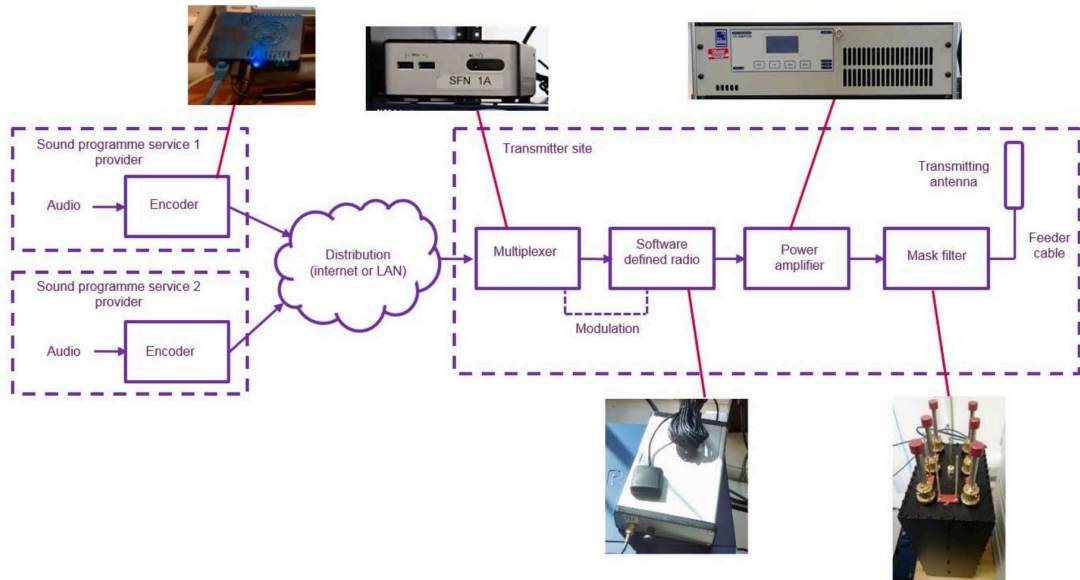 SFN 1A
Sound programme service 1
provider
Audio
Encoder
Sound programme service 2
provider
Audio
Encoder
Distribution
(internet or LAN)
Transmitter site
Multiplexer
Software
defined radio
Modulation
Power
amplifier
Mask filter
Transmitting
antenna
Feeder
cable